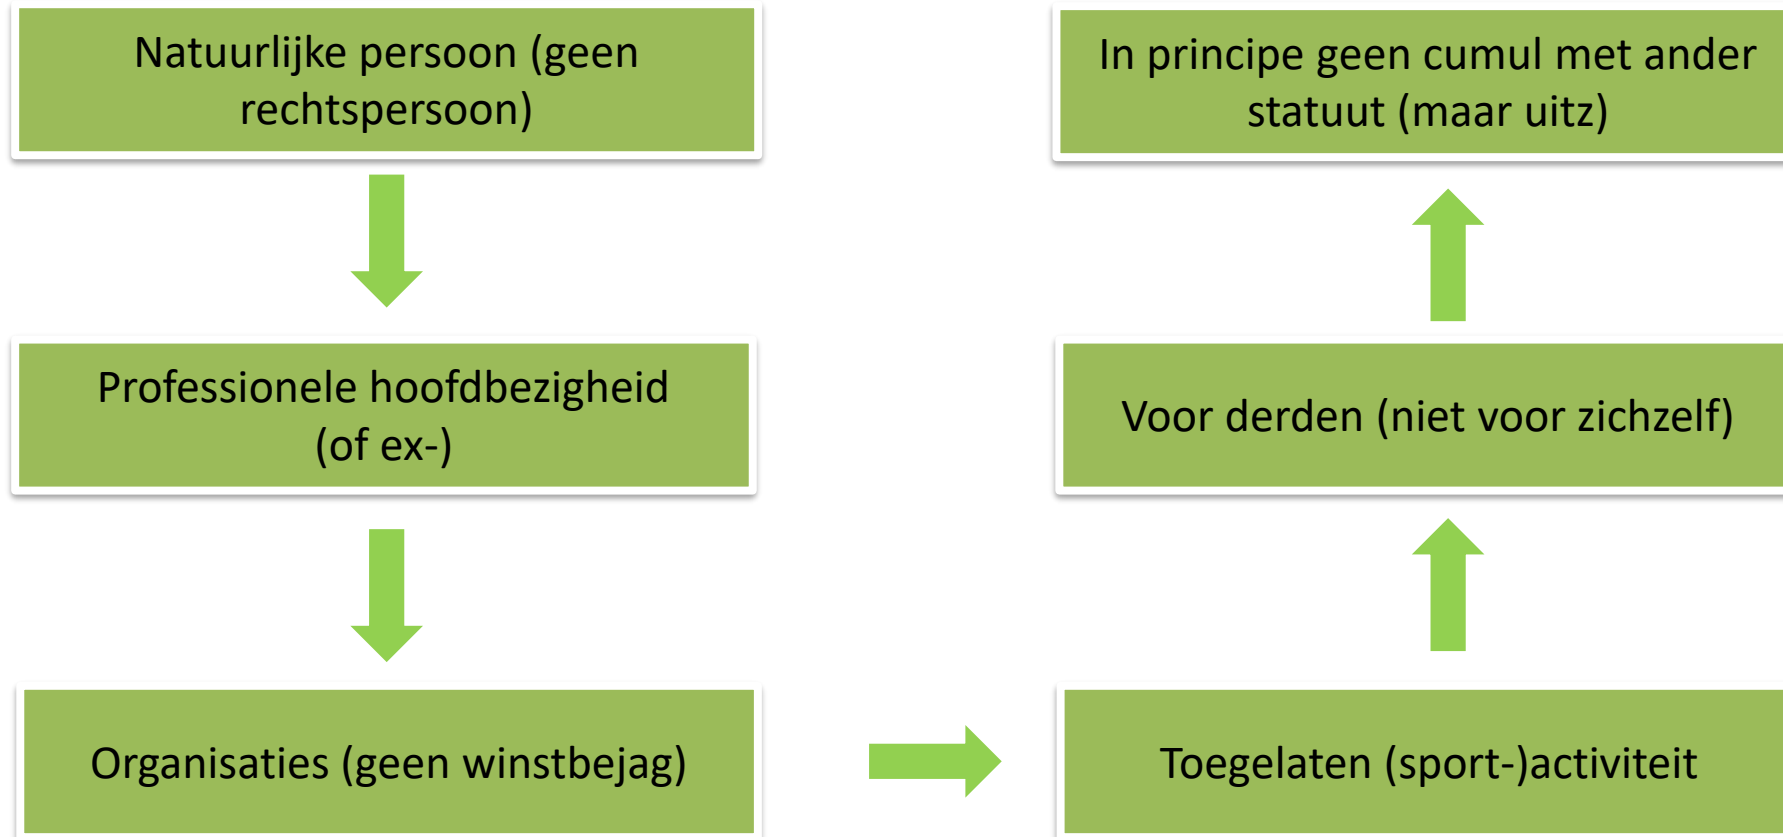 Natuurlijke persoon (geen
rechtspersoon)
Professionele hoofdbezigheid
(of ex-)
Organisaties (geen winstbejag)
Toegelaten (sport-)activiteit
Voor derden (niet voor zichzelf)
In principe geen cumul met ander
statuut (maar uitz)